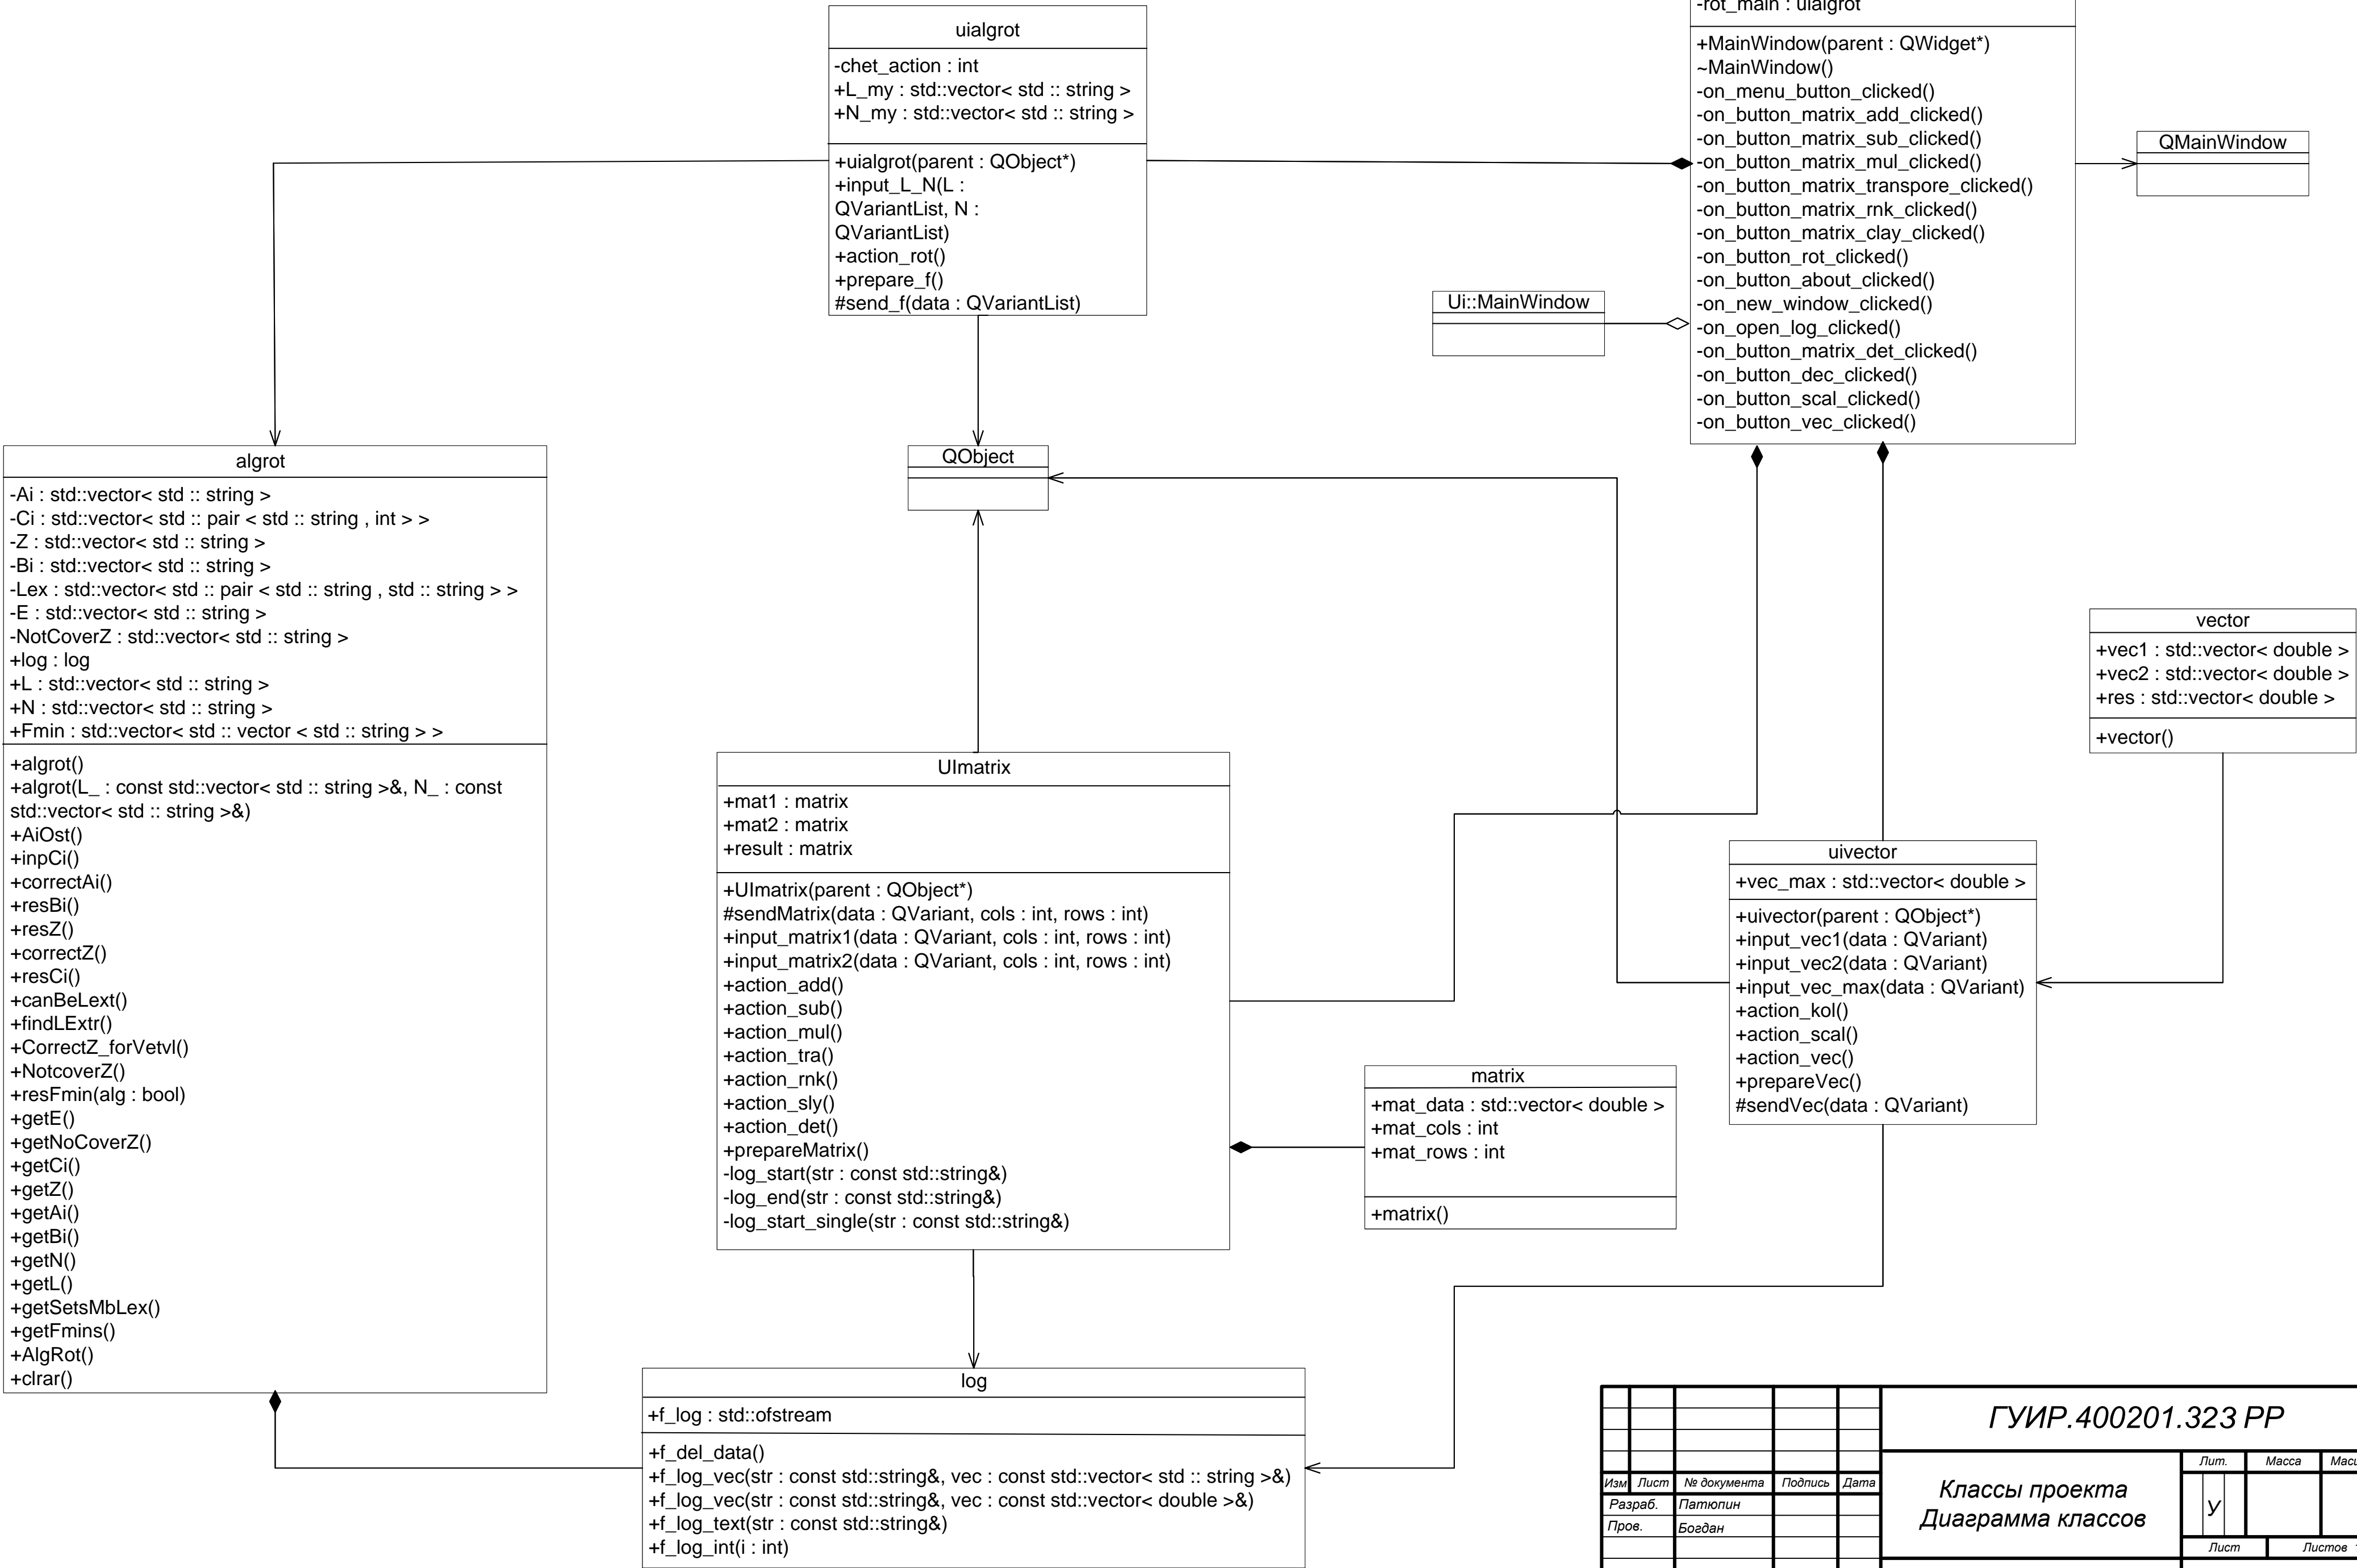 uialgrot
-chet_action : int
+L_my : std::vector< std :: string >
+N_my : std::vector< std :: string >
+uialgrot(parent : QObject*)
+input_L_N(L :
QVariantList, N :
QVariantList)
+action_rot()
+prepare_f()
#send_f(data : QVariantList)
-rot_main : uialgrot
+MainWindow(parent : QWidget*)
~MainWindow()
-on_menu_button_clicked()
-on_button_matrix_add_clicked()
-on_button_matrix_sub_clicked()
-on_button_matrix_mul_clicked()
-on_button_matrix_transpore_clicked()
-on_button_matrix_rnk_clicked()
-on_button_matrix_clay_clicked()
-on_button_rot_clicked()
-on_button_about_clicked()
-on_new_window_clicked()
-on_open_log_clicked()
-on_button_matrix_det_clicked()
-on_button_dec_clicked()
-on_button_scal_clicked()
-on_button_vec_clicked()
QMainWindow
Ui::MainWindow
algrot
-Ai : std::vector< std :: string >
-Ci : std::vector< std :: pair < std :: string , int > >
-Z : std::vector< std :: string >
-Bi : std::vector< std :: string >
-Lex : std::vector< std :: pair < std :: string , std :: string > >
-E : std::vector< std :: string >
-NotCoverZ : std::vector< std :: string >
+log : log
+L : std::vector< std :: string >
+N : std::vector< std :: string >
+Fmin : std::vector< std :: vector < std :: string > >
+algrot()
+algrot(L_ : const std::vector< std :: string >&, N_ : const
std::vector< std :: string >&)
+AiOst()
+inpCi()
+correctAi()
+resBi()
+resZ()
+correctZ()
+resCi()
+canBeLext()
+findLExtr()
+CorrectZ_forVetvl()
+NotcoverZ()
+resFmin(alg : bool)
+getE()
+getNoCoverZ()
+getCi()
+getZ()
+getAi()
+getBi()
+getN()
+getL()
+getSetsMbLex()
+getFmins()
+AlgRot()
+clrar()
QObject
UImatrix
+mat1 : matrix
+mat2 : matrix
+result : matrix
+UImatrix(parent : QObject*)
#sendMatrix(data : QVariant, cols : int, rows : int)
+input_matrix1(data : QVariant, cols : int, rows : int)
+input_matrix2(data : QVariant, cols : int, rows : int)
+action_add()
+action_sub()
+action_mul()
+action_tra()
+action_rnk()
+action_sly()
+action_det()
+prepareMatrix()
-log_start(str : const std::string&)
-log_end(str : const std::string&)
-log_start_single(str : const std::string&)
vector
+vec1 : std::vector< double >
+vec2 : std::vector< double >
+res : std::vector< double >
+vector()
uivector
+vec_max : std::vector< double >
+uivector(parent : QObject*)
+input_vec1(data : QVariant)
+input_vec2(data : QVariant)
+input_vec_max(data : QVariant)
+action_kol()
+action_scal()
+action_vec()
+prepareVec()
#sendVec(data : QVariant)
matrix
+mat_data : std::vector< double >
+mat_cols : int
+mat_rows : int
+matrix()
log
+f_log : std::ofstream
+f_del_data()
+f_log_vec(str : const std::string&, vec : const std::vector< std :: string >&)
+f_log_vec(str : const std::string&, vec : const std::vector< double >&)
+f_log_text(str : const std::string&)
+f_log_int(i : int)
ГУИР.400201.323 РР
Изм Лист № документа Подпись Дата
Разраб. Патюпин
Пров. Богдан
Классы проекта
Диаграмма классов
Лит. Масса
У
Лист Листов